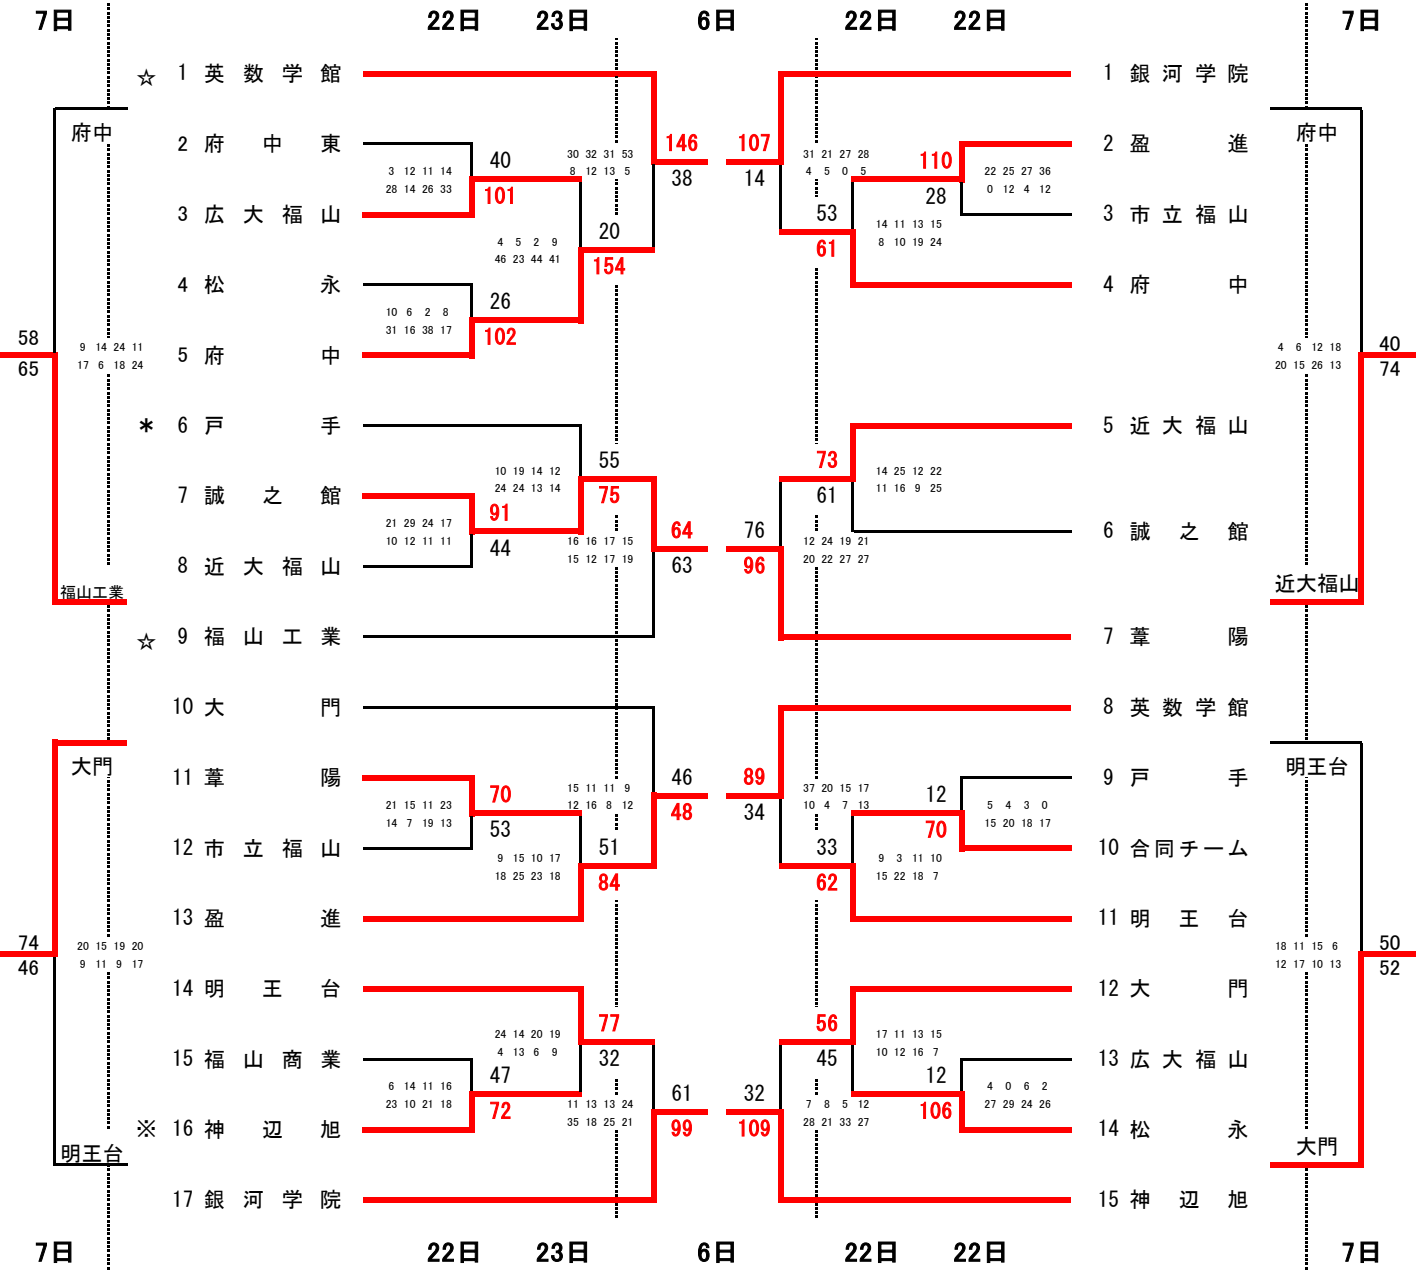 7日 22日 23日 6日 22日 22日 7日
☆ 1 英数学館 1 銀河学院
府中 府中
2 府中東 146 107 2 盈進
40 30 32 31 53 31 21 27 28 110
3 12 11 14 8 12 13 5 38 14 4 5 0 5 22 25 27 36
28 14 26 33 101 28 0 12 4 12
3 広大福山 53 3 市立福山
20 14 11 13 15
4 5 2 9 61 8 10 19 24
46 23 44 41 154
4 松永 4 府中
26
10 6 2 8
31 16 38 17 102
58 40
9 14 24 11 5 府中 4 6 12 18
65 17 6 18 24 20 15 26 13 74
* 6 戸手 5 近大福山
55 73
10 19 14 12 14 25 12 22
24 24 13 14 75 61 11 16 9 25
7 誠之館
91
21 29 24 17 64 76 6 誠之館
10 12 11 11 44 16 16 17 15 12 24 19 21
15 12 17 19 63 96 20 22 27 27
8 近大福山
福山工業 近大福山
☆ 9 福山工業 7 葦陽
10 大門 8 英数学館
大門 明王台
11 葦陽 46 89 9 戸手
70 15 11 11 9 37 20 15 17 12
21 15 11 23 12 16 8 12 48 34 10 4 7 13 5 4 3 0
14 7 19 13 53 70 15 20 18 17
12 市立福山 51 33 10 合同チーム
9 15 10 17 9 3 11 10
18 25 23 18 84 62 15 22 18 7
13 盈進 11 明王台
74 50
20 15 19 20 18 11 15 6
46 9 11 9 17 12 17 10 13 52
14 明王台 12 大門
77 56
24 14 20 19 17 11 13 15
4 13 6 9 32 45 10 12 16 7
15 福山商業 13 広大福山
47 12
6 14 11 16 61 32 4 0 6 2
23 10 21 18 72 11 13 13 24 7 8 5 12 106 27 29 24 26
35 18 25 21 99 109 28 21 33 27
※ 16 神辺旭 14 松永
明王台 大門
17 銀河学院 15 神辺旭
7日 22日 23日 6日 22日 22日 7日